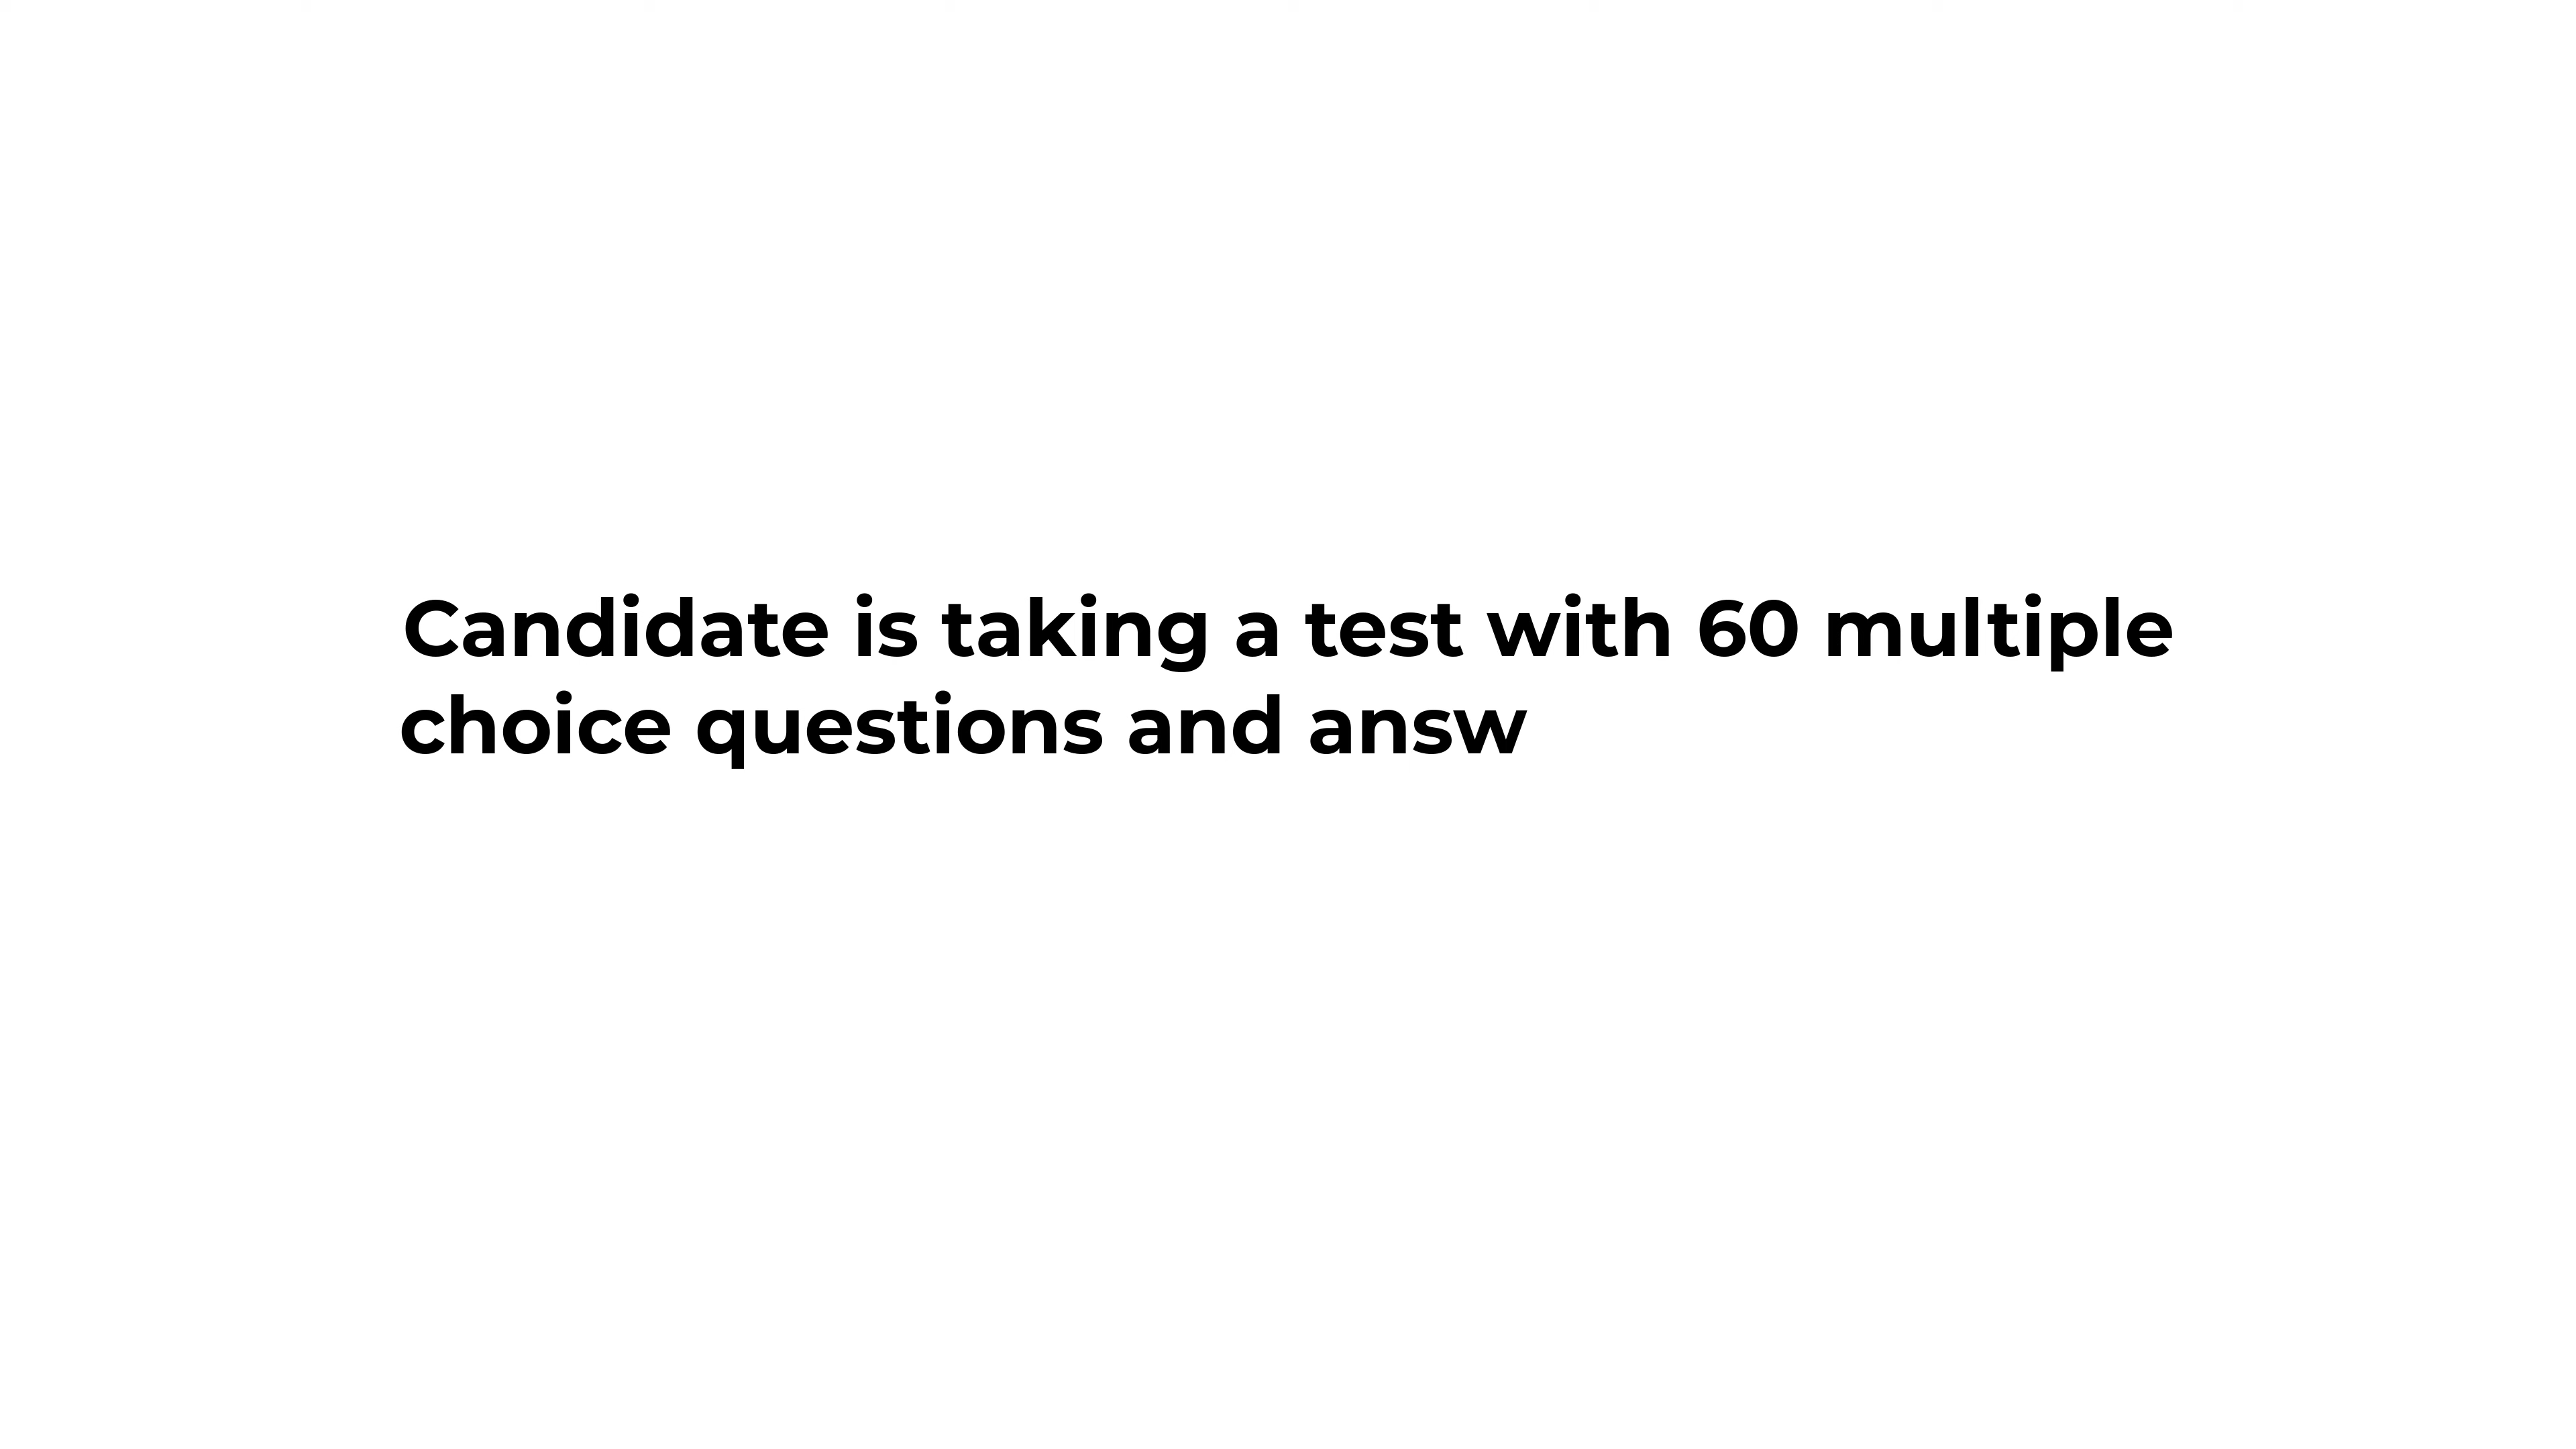 Candidate is taking a test with 60 multiple
choice questions and answ